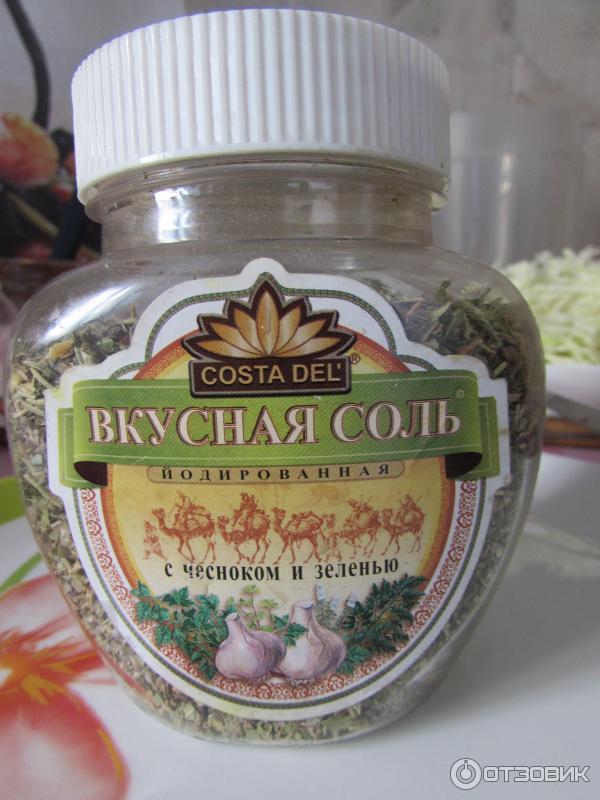 COSTA DEL' ®
ВКУСНАЯ СОЛЬ ©
ЙОДИРОВАННАЯ
с чесноком и зеленью
ОТЗОВИК